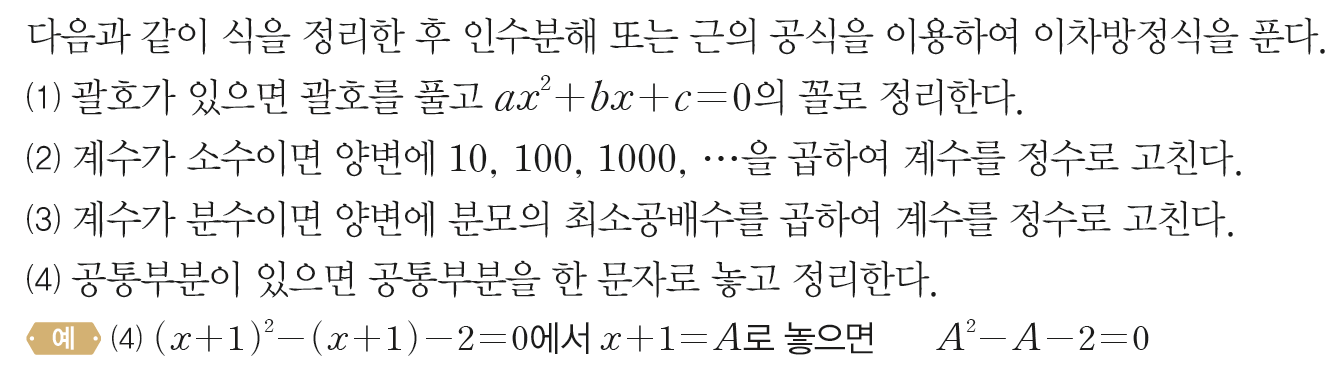 다음과 같이 식을 정리한 후 인수분해 또는 근의 공식을 이용하여 이차방정식을 푼다.
(1) 괄호가 있으면 괄호를 풀고 ax²+bx+c=0의 꼴로 정리한다.
(2) 계수가 소수이면 양변에 10, 100, 1000, …을 곱하여 계수를 정수로 고친다.
(3) 계수가 분수이면 양변에 분모의 최소공배수를 곱하여 계수를 정수로 고친다.
(4) 공통부분이 있으면 공통부분을 한 문자로 놓고 정리한다.
예 (4) (x+1)²-(x+1)-2=0에서 x+1=A로 놓으면 A²-A-2=0